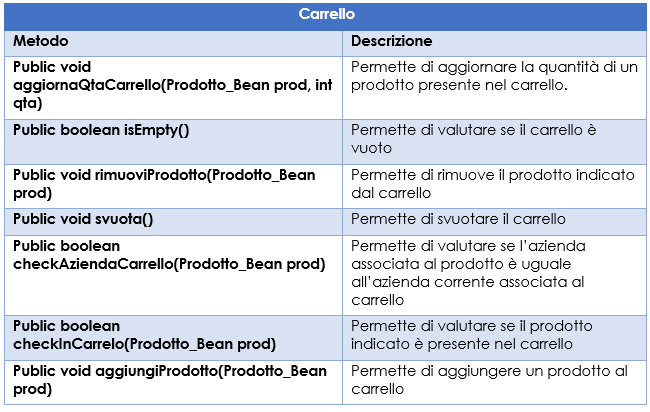 Carrello
Metodo
Descrizione
Public void
aggiornaQtaCarrello(Prodotto_Bean prod, int
qta)
Permette di aggiornare la quantità di un
prodotto presente nel carrello.
Public boolean isEmpty()
Permette di valutare se il carrello è
vuoto
Public void rimuoviProdotto(Prodotto_Bean
prod)
Permette di rimuove il prodotto indicato
dal carrello
Public void svuota()
Permette di svuotare il carrello
Public boolean
checkAziendaCarrello(Prodotto_Bean prod)
Permette di valutare se l’azienda
associata al prodotto è uguale
all’azienda corrente associata al
carrello
Public boolean
checkInCarrelo(Prodotto_Bean prod)
Permette di valutare se il prodotto
indicato è presente nel carrello
Public void aggiungiProdotto(Prodotto_Bean
prod)
Permette di aggiungere un prodotto al
carrello